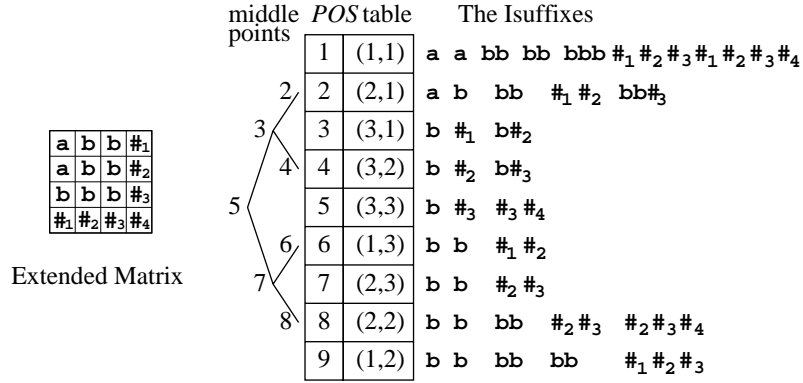 middle points POS table The Isuffixes
1 (1,1) a a bb bb bbb #1 #2 #3 #1 #2 #3 #4
2 2 (2,1) a b bb #1 #2 bb#3
3 3 (3,1) b #1 b#2
4 4 (3,2) b #2 b#3
5 5 (3,3) b #3 #3 #4
6 6 (1,3) b b #1 #2
7 7 (2,3) b b #2 #3
8 8 (2,2) b b bb #2 #3 #2 #3 #4
9 (1,2) b b bb bb #1 #2 #3
a b b #1
a b b #2
b b b #3
#1 #2 #3 #4
Extended Matrix